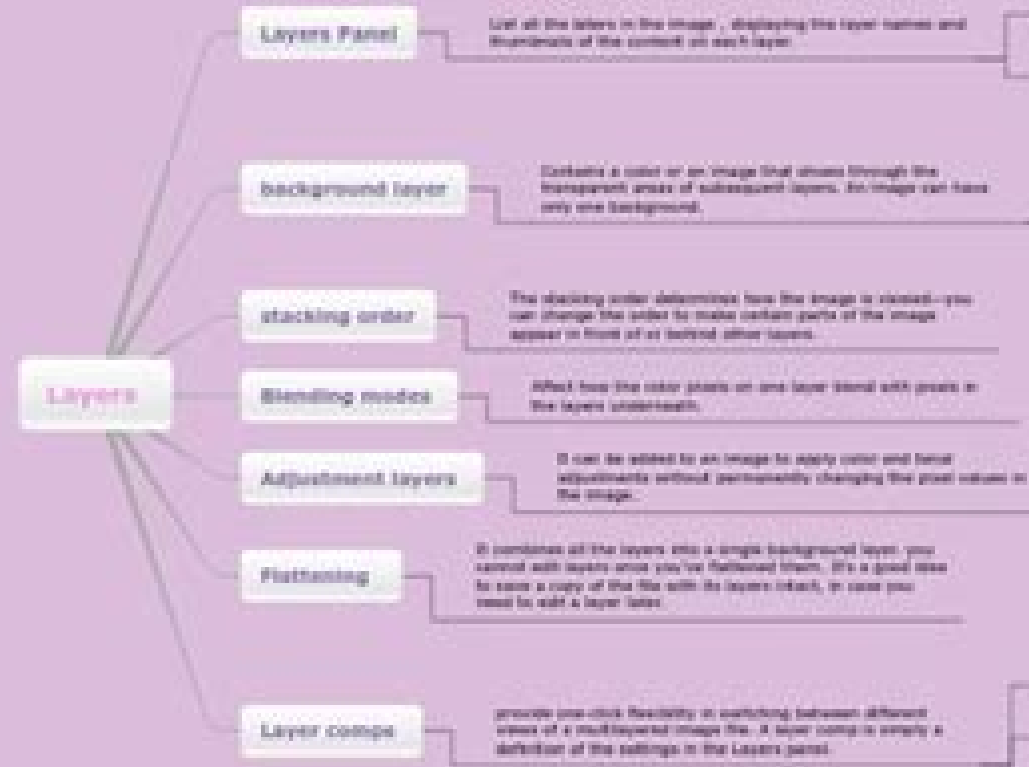 Layers Panel
List all the layers in the image , displaying the layer names and
thumbnails of the content on each layer.
background layer
Contains a color or an image that shows through the
transparent areas of subsequent layers. An image can have
only one background.
stacking order
The stacking order determines how the image is viewed—you
can change the order to make certain parts of the image
appear in front of or behind other layers.
Layers
Blending modes
Affect how the color pixels on one layer blend with pixels in
the layers underneath.
Adjustment layers
It can be added to an image to apply color and tonal
adjustments without permanently changing the pixel values in
the image.
Flattening
It combines all the layers into a single background layer. you
cannot edit layers once you've flattened them. It's a good idea
to save a copy of the file with its layers intact, in case you
need to edit a layer later.
Layer comps
provide one-click flexibility in switching between different
views of a multilayered image file. A layer comp is simply a
definition of the settings in the Layers panel.